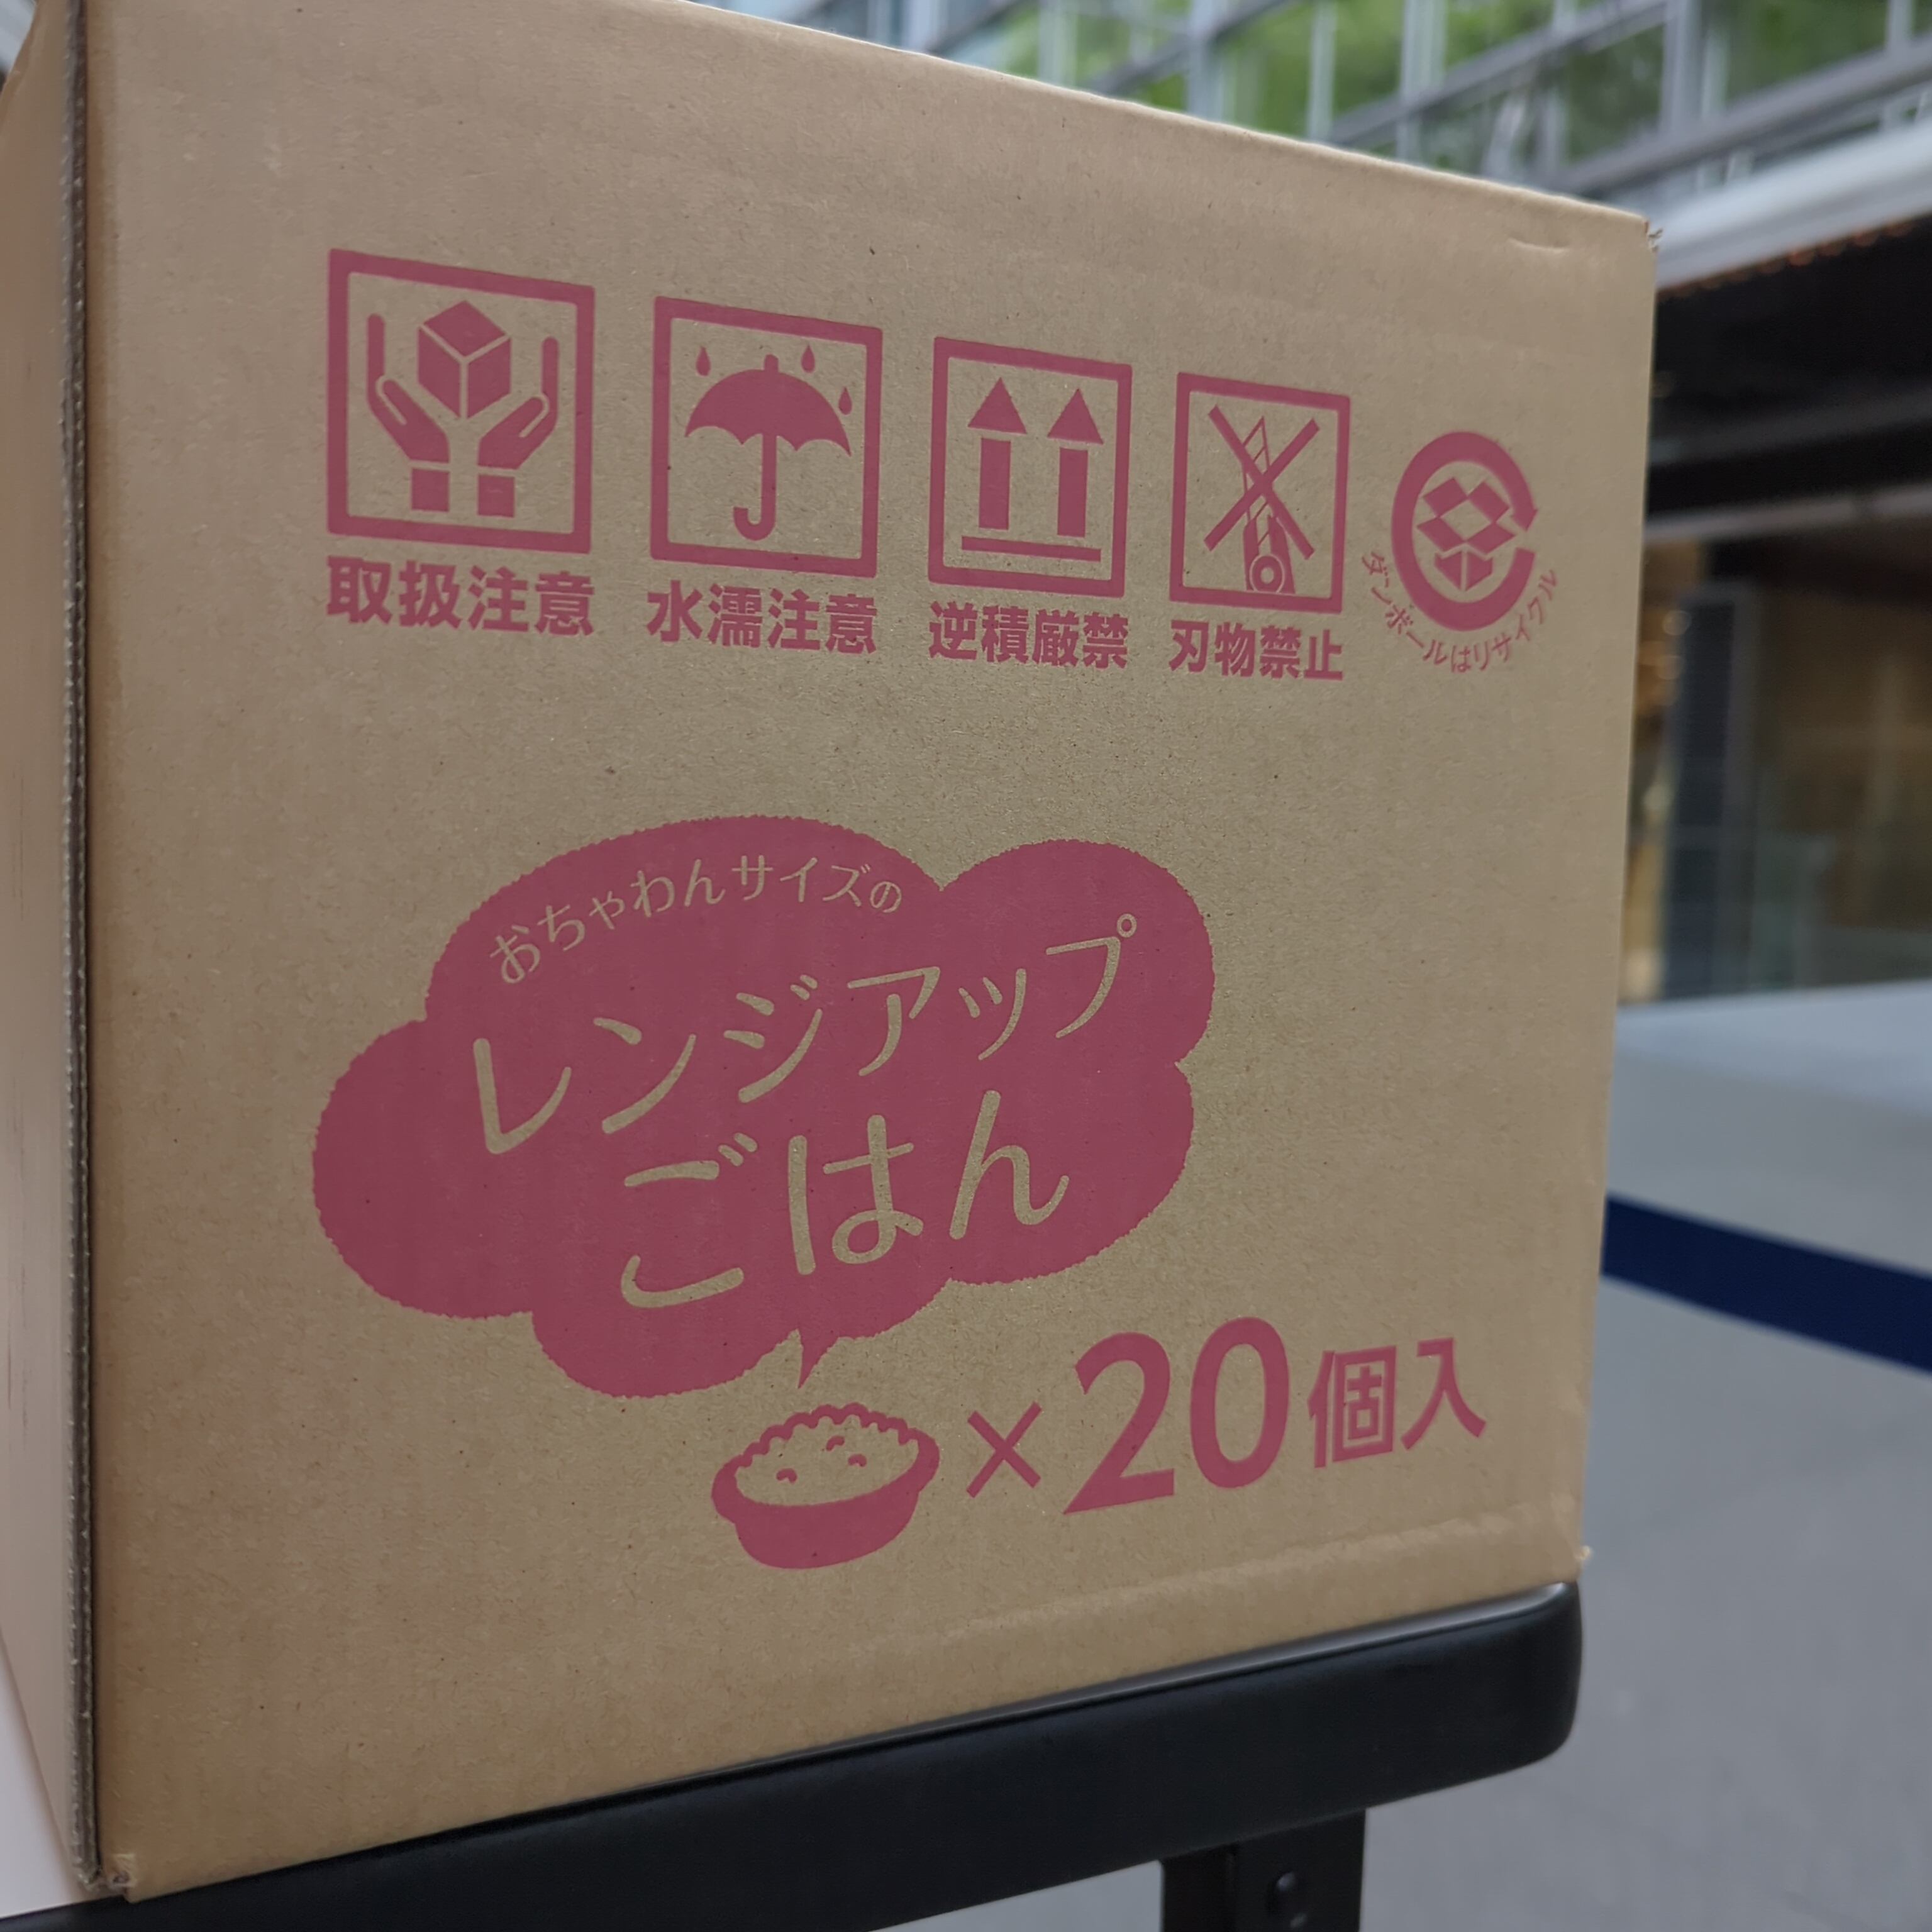 取扱注意
水濡注意
逆積厳禁
刃物禁止
ダンボールはリサイクル
おちゃわんサイズの
レンジアップ
ごはん
×20個入